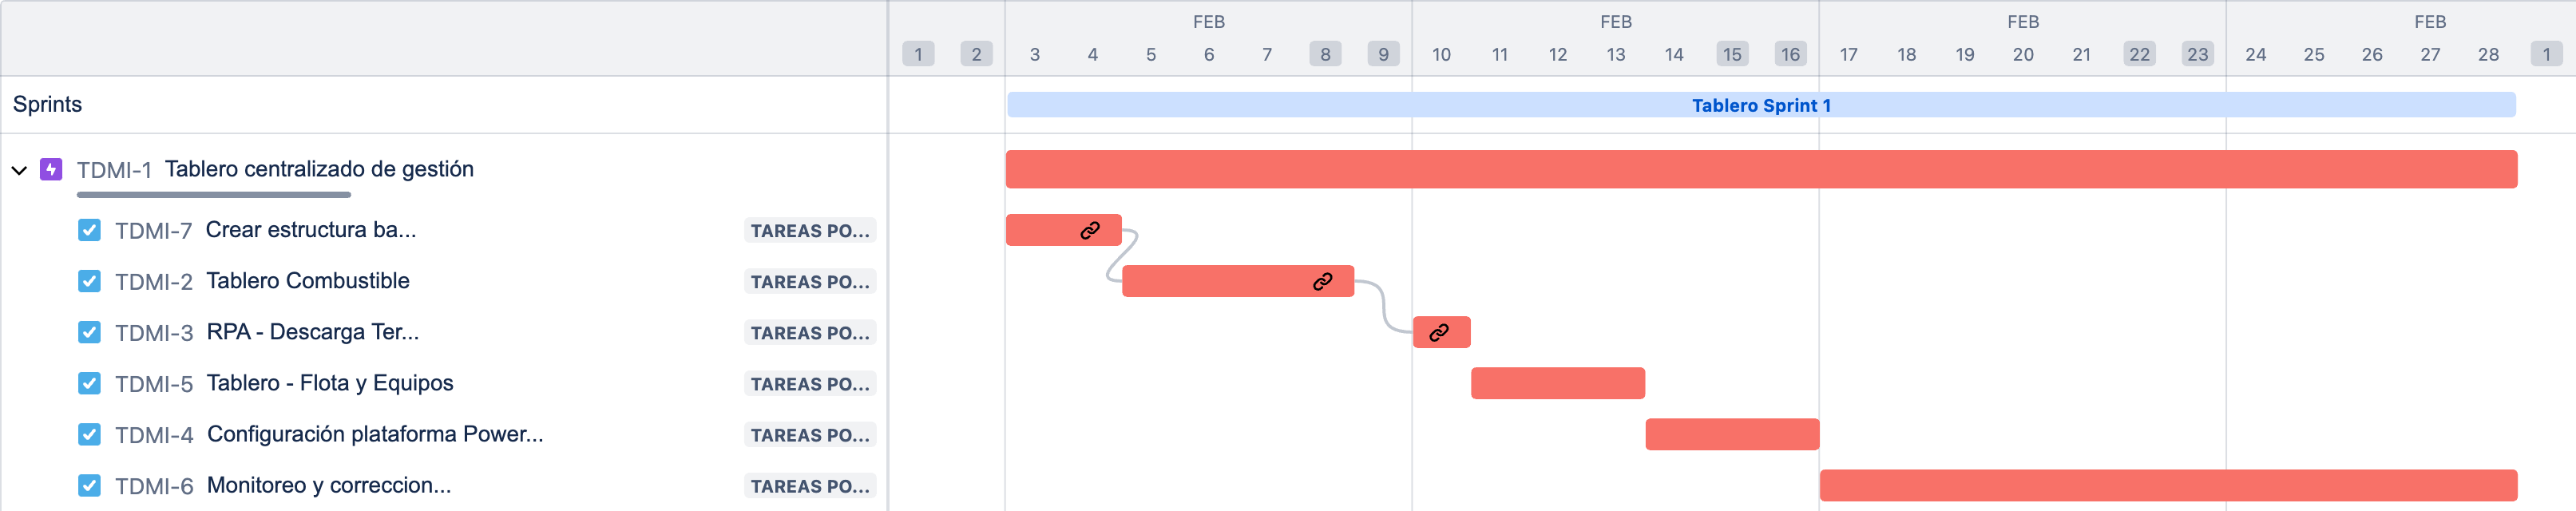 FEB FEB FEB FEB
1 2 3 4 5 6 7 8 9 10 11 12 13 14 15 16 17 18 19 20 21 22 23 24 25 26 27 28 1
Sprints Tablero Sprint 1
TDMI-1 Tablero centralizado de gestión
TDMI-7 Crear estructura ba... TAREAS PO...
TDMI-2 Tablero Combustible TAREAS PO...
TDMI-3 RPA - Descarga Ter... TAREAS PO...
TDMI-5 Tablero - Flota y Equipos TAREAS PO...
TDMI-4 Configuración plataforma Power... TAREAS PO...
TDMI-6 Monitoreo y correccion... TAREAS PO...